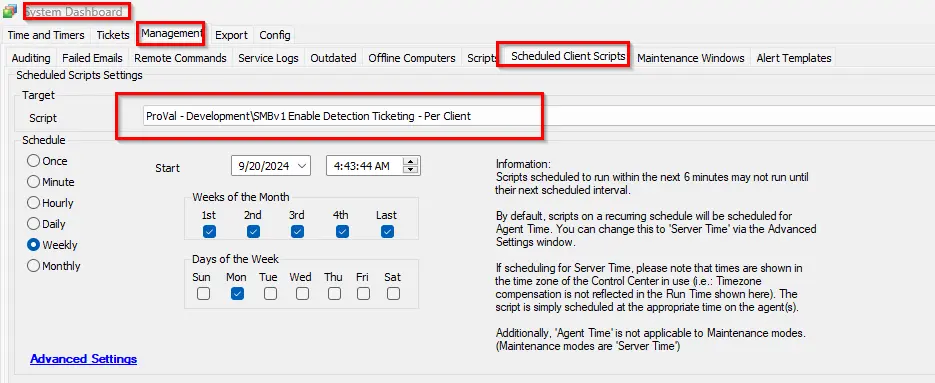 System Dashboard
Time and Timers Tickets Management Export Config
Auditing Failed Emails Remote Commands Service Logs Outdated Offline Computers Scripts Scheduled Client Scripts Maintenance Windows Alert Templates
Scheduled Scripts Settings
Target
Script ProVal - Development\SMBv1 Enable Detection Ticketing - Per Client
Schedule
Once
Minute
Hourly
Daily
Weekly
Monthly
Start 9/20/2024 4:43:44 AM
Weeks of the Month
1st 2nd 3rd 4th Last
Days of the Week
Sun Mon Tue Wed Thu Fri Sat
Information:
Scripts scheduled to run within the next 6 minutes may not run until
their next scheduled interval.
By default, scripts on a recurring schedule will be scheduled for
Agent Time. You can change this to 'Server Time' via the Advanced
Settings window.
If scheduling for Server Time, please note that times are shown in
the time zone of the Control Center in use (i.e.: Timezone
compensation is not reflected in the Run Time shown here). The
script is simply scheduled at the appropriate time on the agent(s).
Additionally, 'Agent Time' is not applicable to Maintenance modes.
(Maintenance modes are 'Server Time')
Advanced Settings